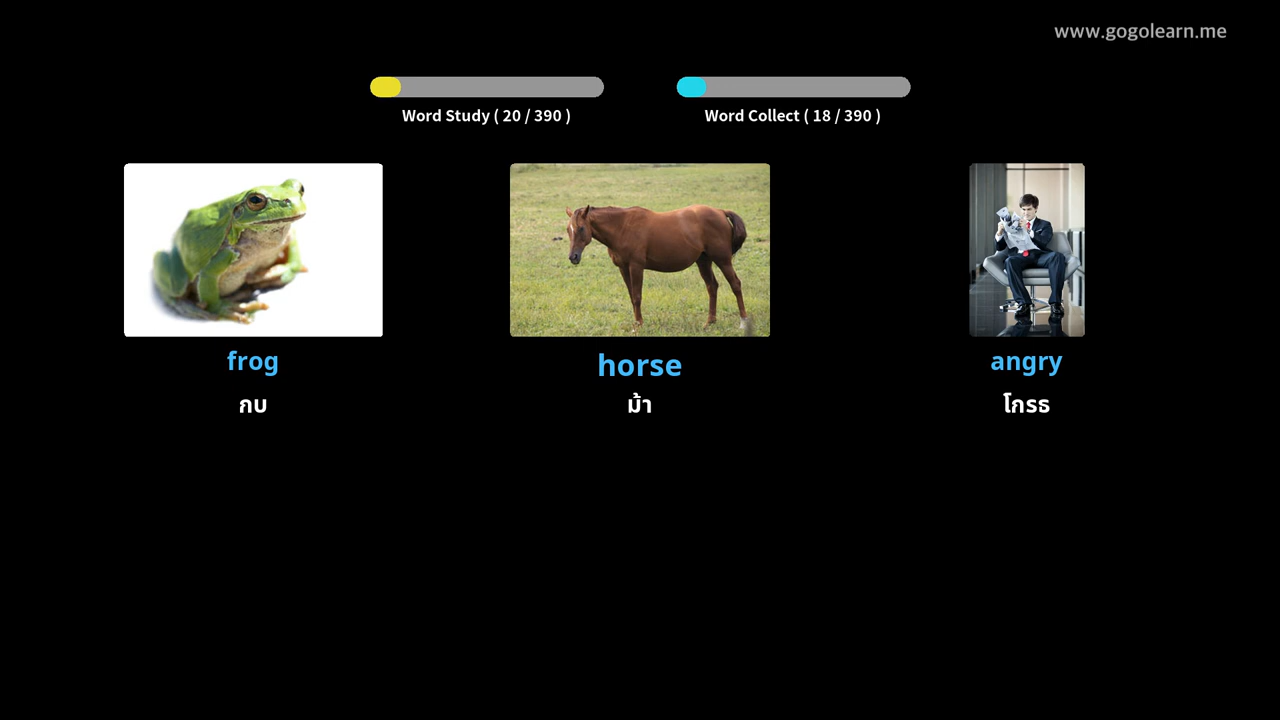 www.gogolearn.me
Word Study ( 20 / 390 )
Word Collect ( 18 / 390 )
frog
horse
angry
กบ
ม้า
โกรธ